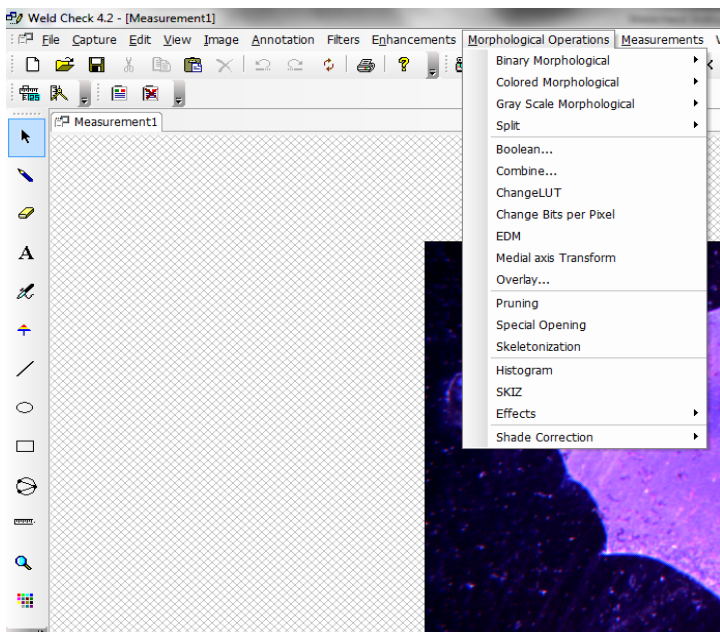 Weld Check 4.2 - [Measurement1]
File Capture Edit View Image Annotation Filters Enhancements Morphological Operations Measurements
Measurement1
Binary Morphological
Colored Morphological
Gray Scale Morphological
Split
Boolean...
Combine...
ChangeLUT
Change Bits per Pixel
EDM
Medial axis Transform
Overlay...
Pruning
Special Opening
Skeletonization
Histogram
SKIZ
Effects
Shade Correction
A